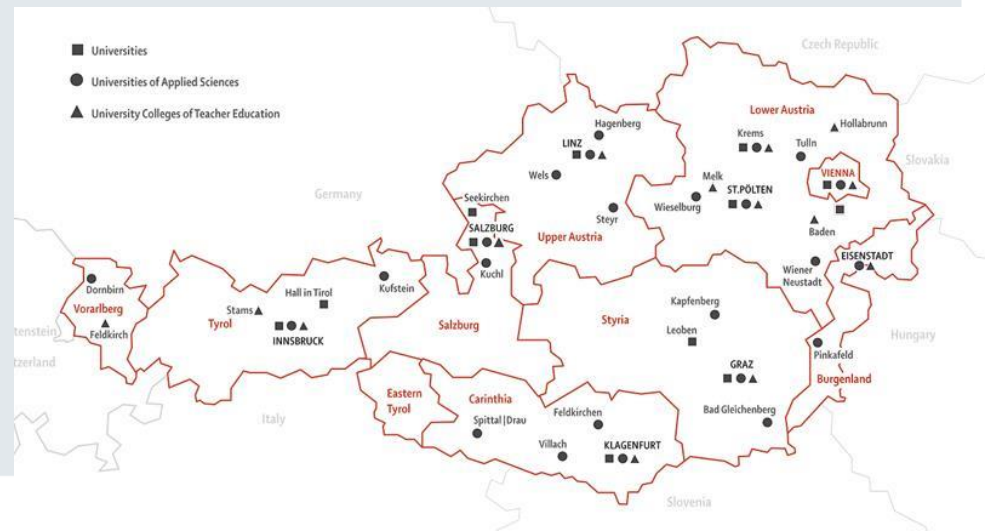 Universities
Universities of Applied Sciences
University Colleges of Teacher Education
Czech Republic
Lower Austria
Hollabrunn
Hagenberg
Krems
Tulln
LINZ
Slovakia
Wels
Melk
VIENNA
Germany
ST.PÖLTEN
Wieselburg
Seekirchen
Steyr
SALZBURG
Upper Austria
Baden
EISENSTADT
Kuchl
Wiener
Neustadt
Dornbirn
Kufstein
Hall in Tirol
Kapfenberg
Vorarlberg
Stams
Tyrol
Salzburg
Styria
Leoben
Hungary
tenstein
Feldkirch
INNSBRUCK
Pinkafeld
tzerland
GRAZ
Burgenland
Eastern
Tyrol
Carinthia
Feldkirchen
Bad Gleichenberg
Italy
Spittal|Drau
Villach
KLAGENFURT
Slovenia